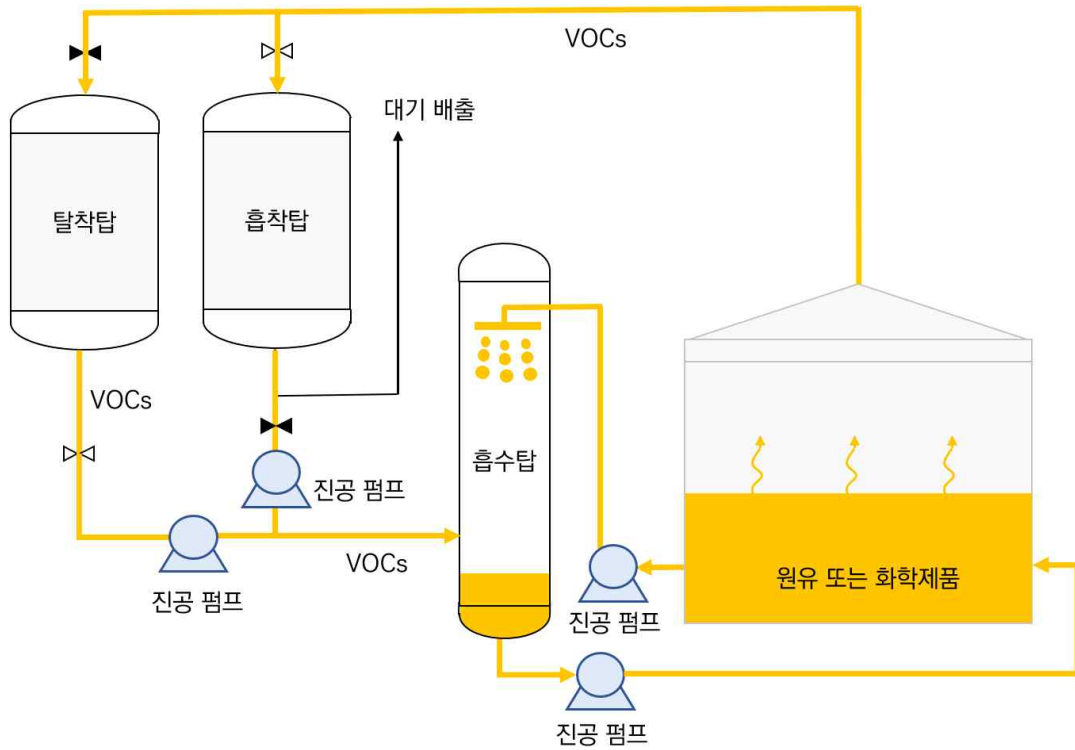 VOCs
대기 배출
탈착탑
흡착탑
VOCs
흡수탑
진공 펌프
VOCs
원유 또는 화학제품
진공 펌프
진공 펌프
진공 펌프